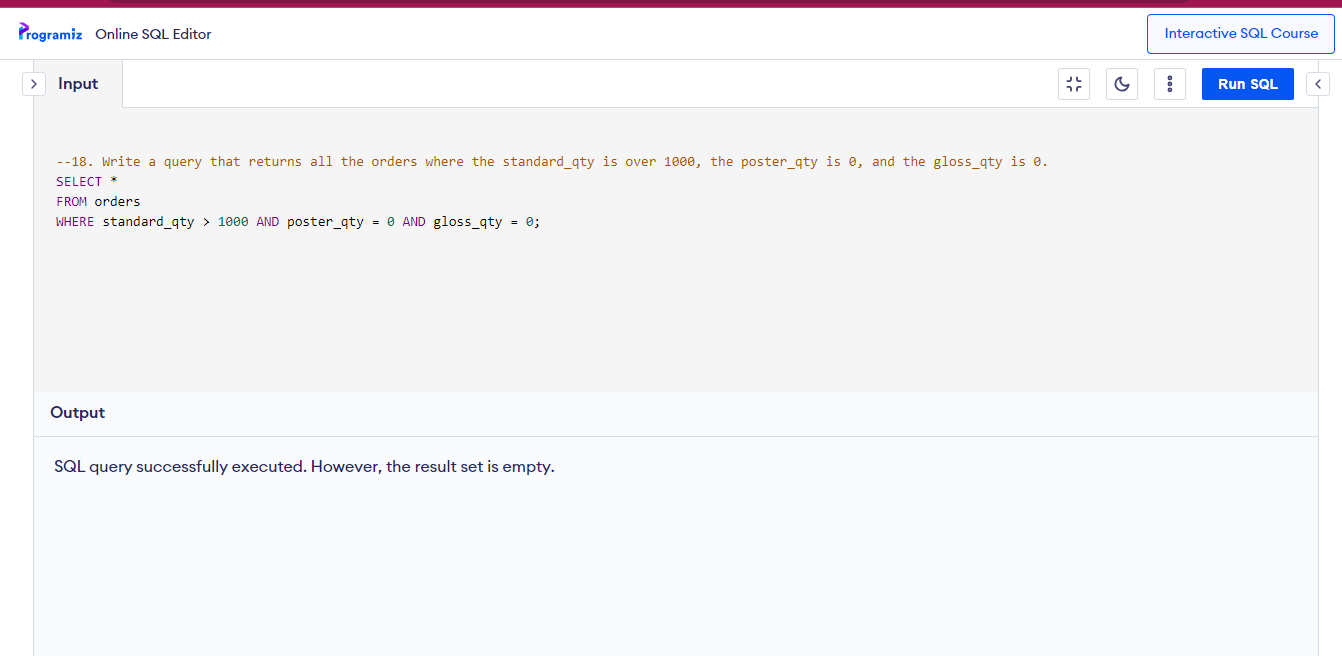 Programiz Online SQL Editor
Interactive SQL Course
Input
Run SQL
--18. Write a query that returns all the orders where the standard_qty is over 1000, the poster_qty is 0, and the gloss_qty is 0.
SELECT *
FROM orders
WHERE standard_qty > 1000 AND poster_qty = 0 AND gloss_qty = 0;
Output
SQL query successfully executed. However, the result set is empty.